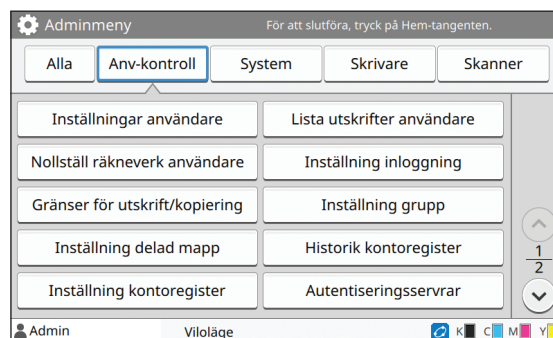 Adminmeny
För att slutföra, tryck på Hem-tangenten.
Alla Anv-kontroll System Skrivare Skanner
Inställningar användare Lista utskrifter användare
Nollställ räkneverk användare Inställning inloggning
Gränser för utskrift/kopiering Inställning grupp
Inställning delad mapp Historik kontoregister
Inställning kontoregister Autentiseringsservrar
1
2
Admin Viloläge K C M Y